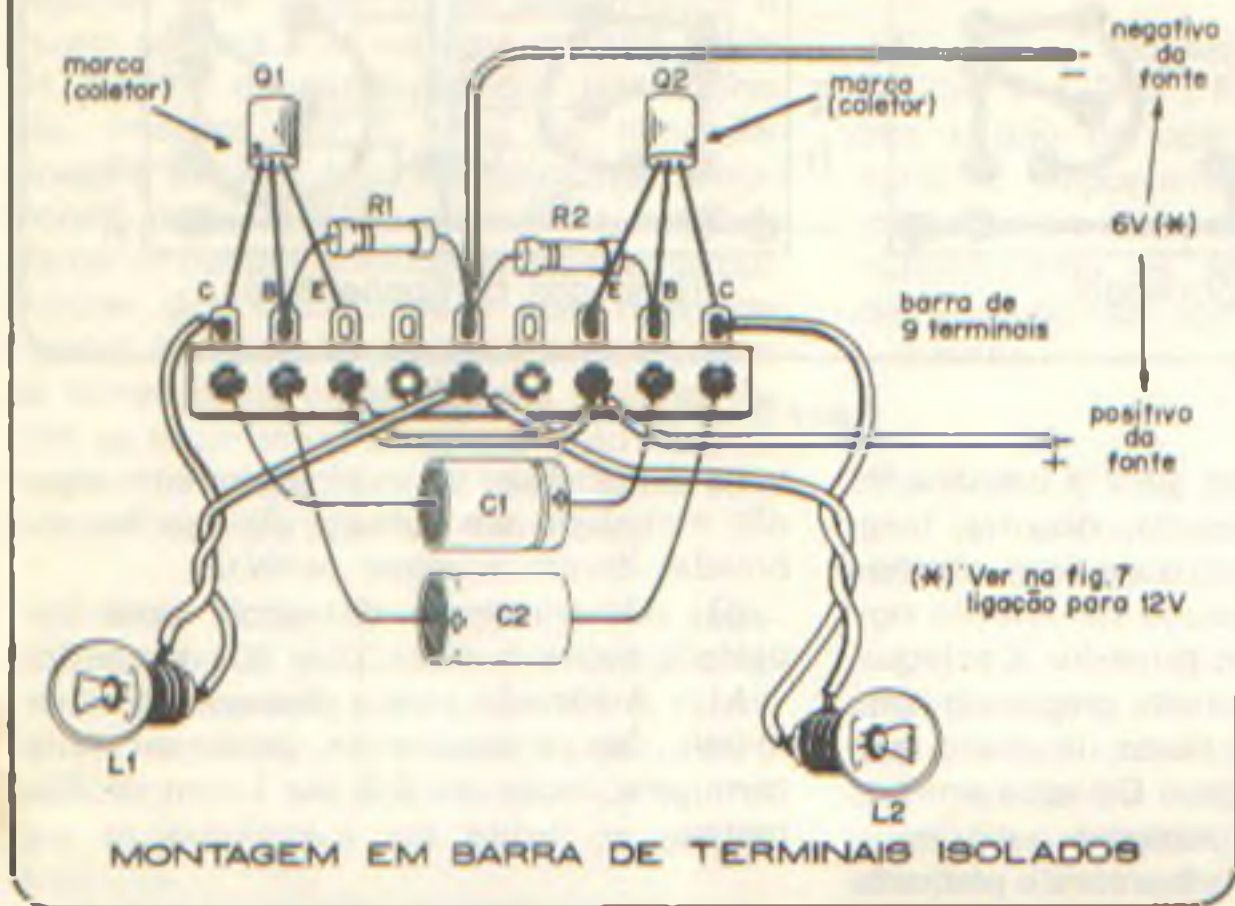 marca
(coletor)
Q1
Q2
marca
(coletor)
negativo
da
fonte
-
R1
R2
6V (*)
C
B
E
E
B
C
barra de
9 terminais
positivo
da
fonte
+
C1
C2
(*) Ver na fig.7
ligação para 12V
L1
L2
MONTAGEM EM BARRA DE TERMINAIS ISOLADOS